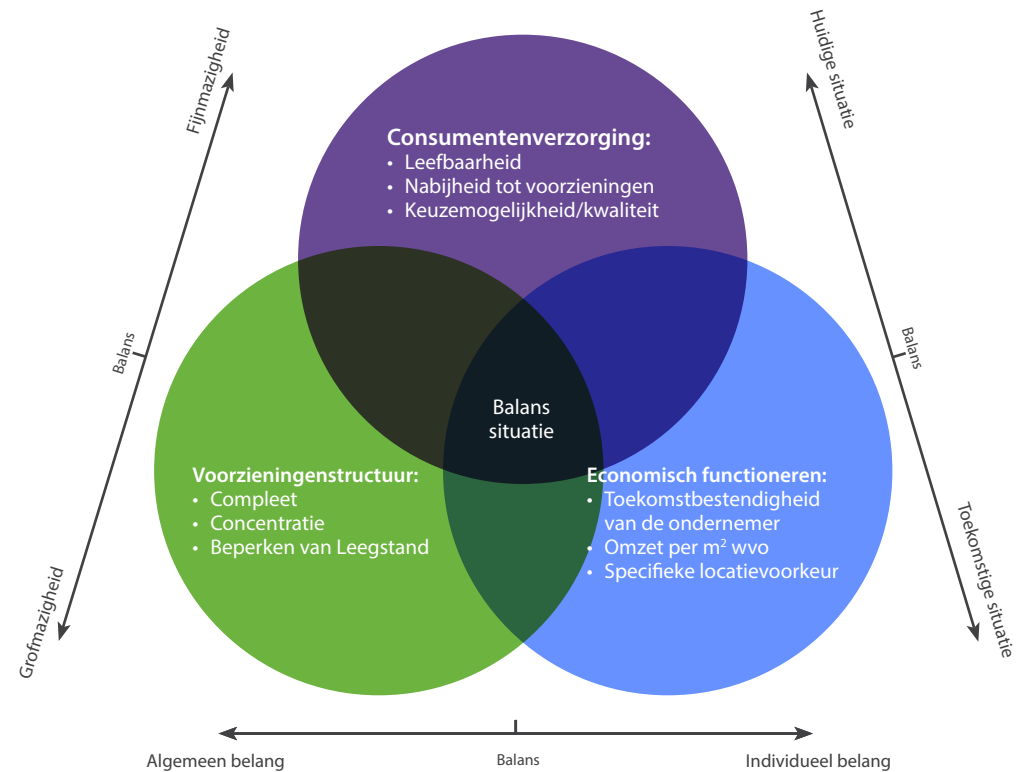 Fijnmazigheid
Huidige situatie
Consumentenverzorging:
• Leefbaarheid
• Nabijheid tot voorzieningen
• Keuzemogelijkheid/kwaliteit
Balans
Balans
Balans
situatie
Voorzieningenstructuur:
• Compleet
• Concentratie
• Beperken van Leegstand
Economisch functioneren:
• Toekomstbestendigheid
van de ondernemer
• Omzet per m² wvo
• Specifieke locatievoorkeur
Grofmazigheid
Toekomstige situatie
Algemeen belang
Balans
Individueel belang